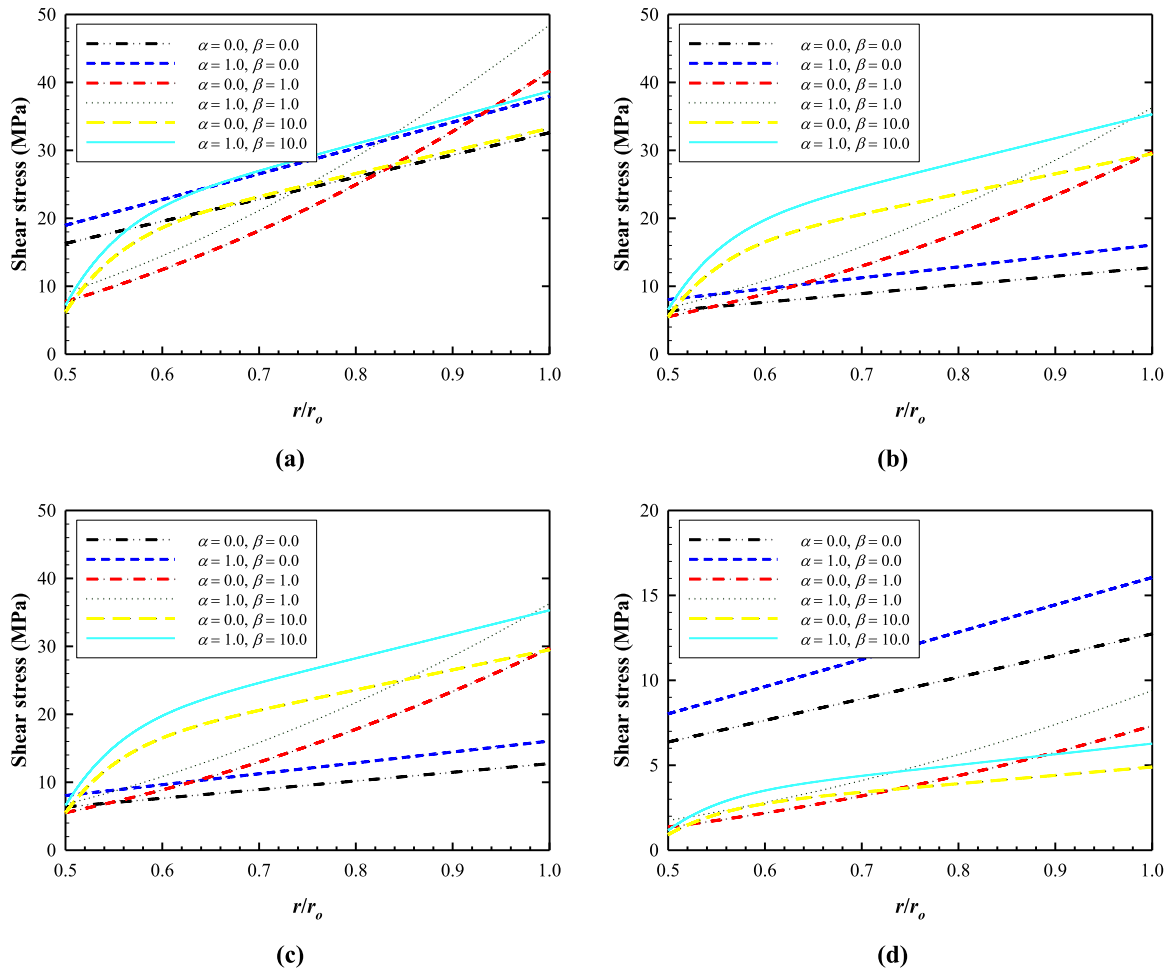 50
40
30
20
10
0
Shear stress (MPa)
α = 0.0, β = 0.0
α = 1.0, β = 0.0
α = 0.0, β = 1.0
α = 1.0, β = 1.0
α = 0.0, β = 10.0
α = 1.0, β = 10.0
0.5 0.6 0.7 0.8 0.9 1.0
r/rₒ
(a)
50
40
30
20
10
0
Shear stress (MPa)
α = 0.0, β = 0.0
α = 1.0, β = 0.0
α = 0.0, β = 1.0
α = 1.0, β = 1.0
α = 0.0, β = 10.0
α = 1.0, β = 10.0
0.5 0.6 0.7 0.8 0.9 1.0
r/rₒ
(b)
50
40
30
20
10
0
Shear stress (MPa)
α = 0.0, β = 0.0
α = 1.0, β = 0.0
α = 0.0, β = 1.0
α = 1.0, β = 1.0
α = 0.0, β = 10.0
α = 1.0, β = 10.0
0.5 0.6 0.7 0.8 0.9 1.0
r/rₒ
(c)
20
15
10
5
0
Shear stress (MPa)
α = 0.0, β = 0.0
α = 1.0, β = 0.0
α = 0.0, β = 1.0
α = 1.0, β = 1.0
α = 0.0, β = 10.0
α = 1.0, β = 10.0
0.5 0.6 0.7 0.8 0.9 1.0
r/rₒ
(d)